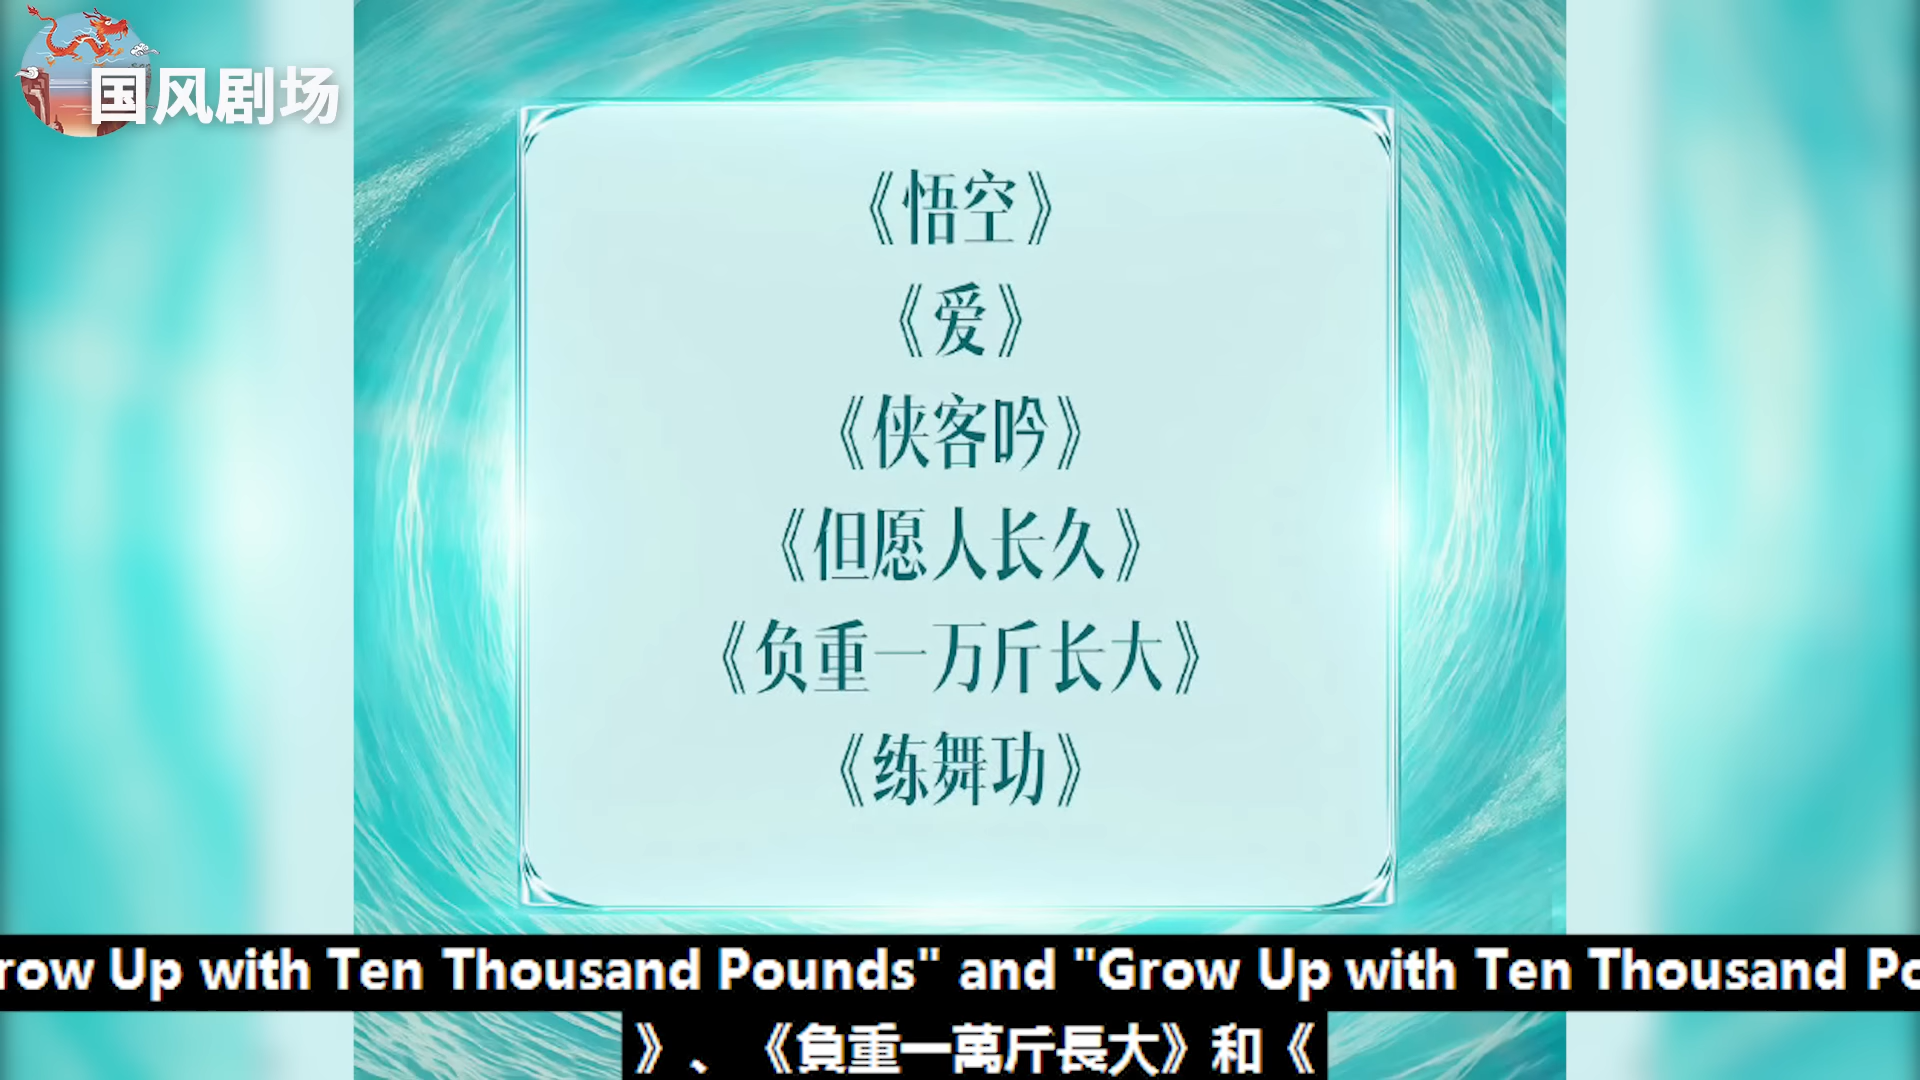 国风剧场
《悟空》
《爱》
《侠客吟》
《但愿人长久》
《负重一万斤长大》
《练舞功》
row Up with Ten Thousand Pounds" and "Grow Up with Ten Thousand Po
》、《負重一萬斤長大》和《